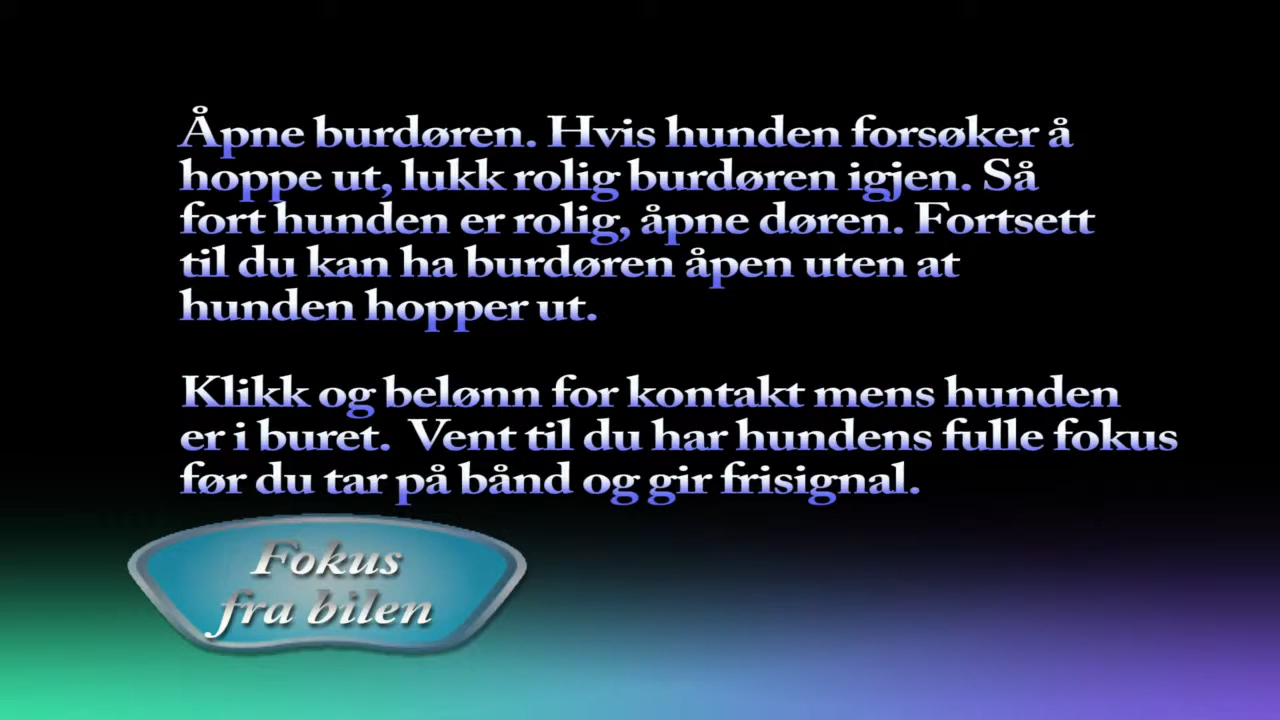 Åpne burdøren. Hvis hunden forsøker å
hoppe ut, lukk rolig burdøren igjen. Så
fort hunden er rolig, åpne døren. Fortsett
til du kan ha burdøren åpen uten at
hunden hopper ut.
Klikk og belønn for kontakt mens hunden
er i buret. Vent til du har hundens fulle fokus
før du tar på bånd og gir frisignal.
Fokus
fra bilen